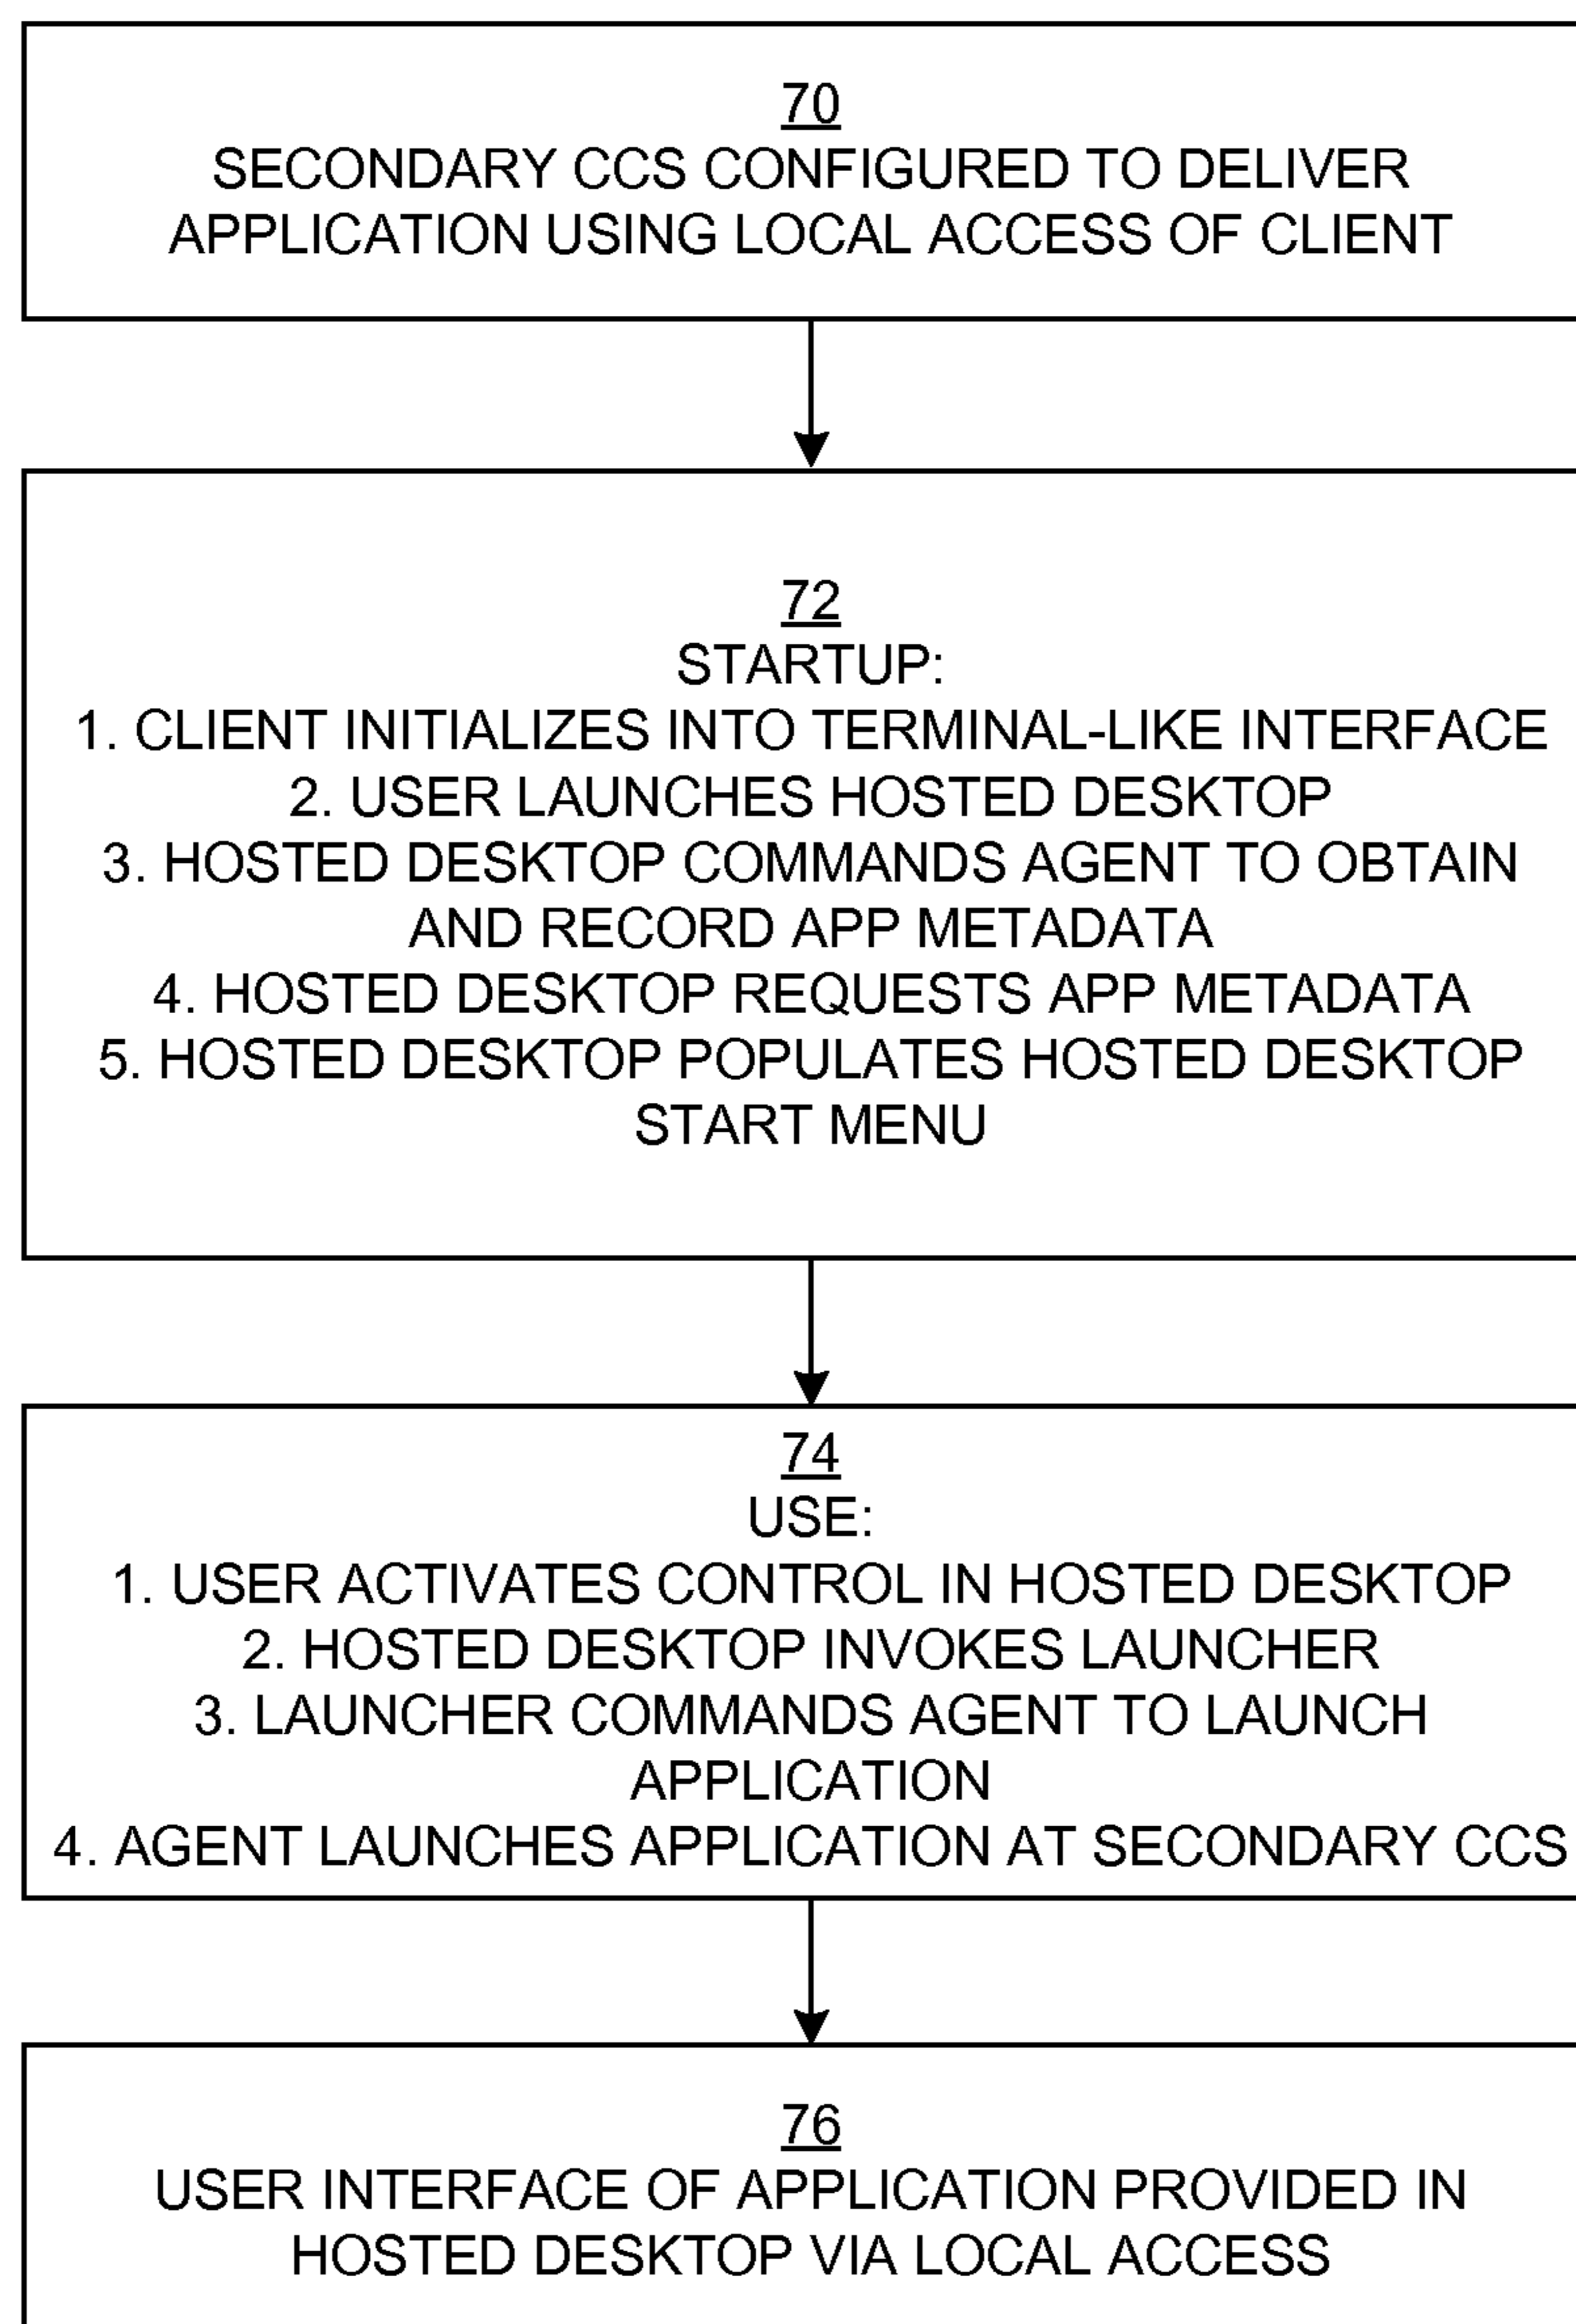 70
SECONDARY CCS CONFIGURED TO DELIVER
APPLICATION USING LOCAL ACCESS OF CLIENT
72
STARTUP:
1. CLIENT INITIALIZES INTO TERMINAL-LIKE INTERFACE
2. USER LAUNCHES HOSTED DESKTOP
3. HOSTED DESKTOP COMMANDS AGENT TO OBTAIN
AND RECORD APP METADATA
4. HOSTED DESKTOP REQUESTS APP METADATA
5. HOSTED DESKTOP POPULATES HOSTED DESKTOP
START MENU
74
USE:
1. USER ACTIVATES CONTROL IN HOSTED DESKTOP
2. HOSTED DESKTOP INVOKES LAUNCHER
3. LAUNCHER COMMANDS AGENT TO LAUNCH
APPLICATION
4. AGENT LAUNCHES APPLICATION AT SECONDARY CCS
76
USER INTERFACE OF APPLICATION PROVIDED IN
HOSTED DESKTOP VIA LOCAL ACCESS